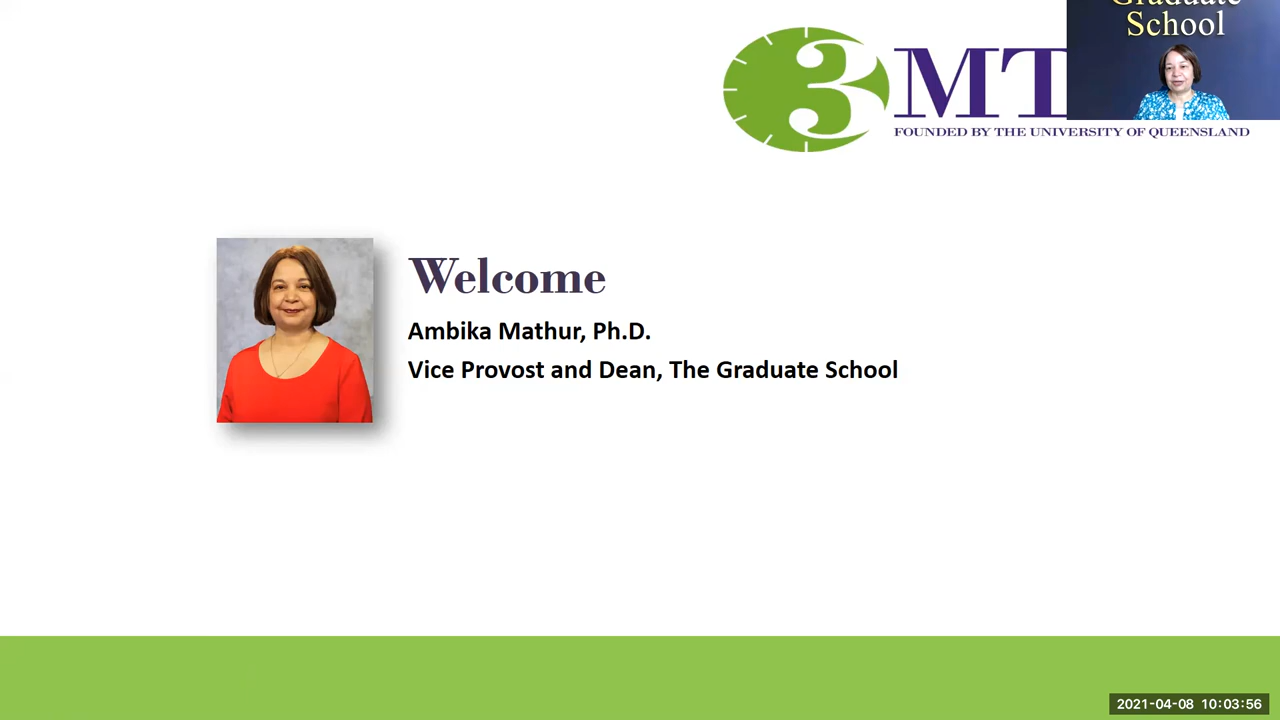 Graduate
School
3MT
FOUNDED BY THE UNIVERSITY OF QUEENSLAND
Welcome
Ambika Mathur, Ph.D.
Vice Provost and Dean, The Graduate School
2021-04-08 10:03:56